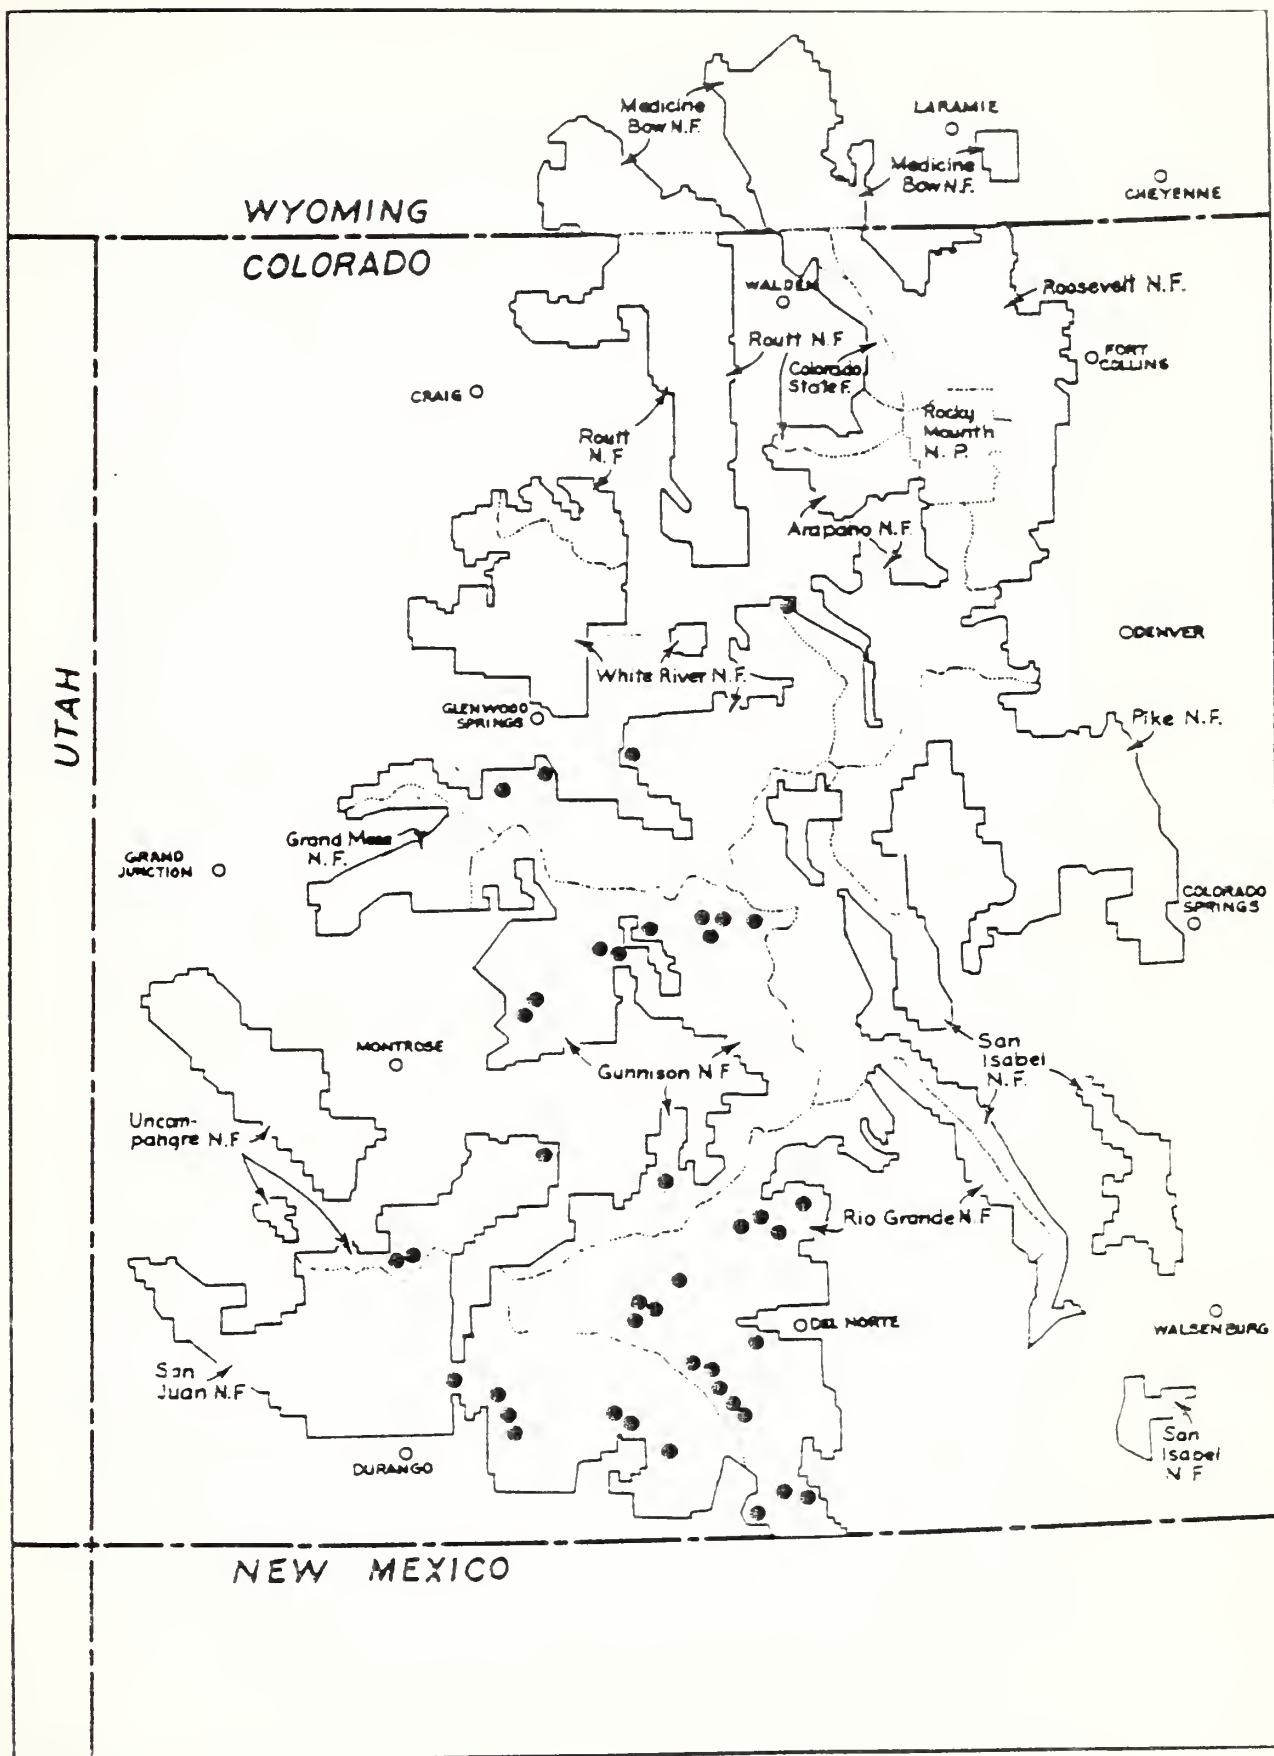 Medicine
Bow N.F.
LARAMIE
Medicine
Bow N.F.
CHEYENNE
WYOMING
COLORADO
WALDEN
Roosevelt N.F.
Routt N.F
Colorado
State F.
FORT
COLLINS
CRAIG
Rocky
Mountn
N.P.
Routt
N.F
Arapaho N.F.
DENVER
White River N.F.
UTAH
GLENWOOD
SPRINGS
Pike N.F.
Grand Mesa
N.F.
GRAND
JUNCTION
COLORADO
SPRINGS
MONTROSE
San
Isabel
N.F.
Gunnison N F
Uncom-
pahgre N.F
Rio Grande N.F
DEL NORTE
WALSENBURG
San
Juan N.F
San
Isabel
N F
DURANGO
NEW MEXICO